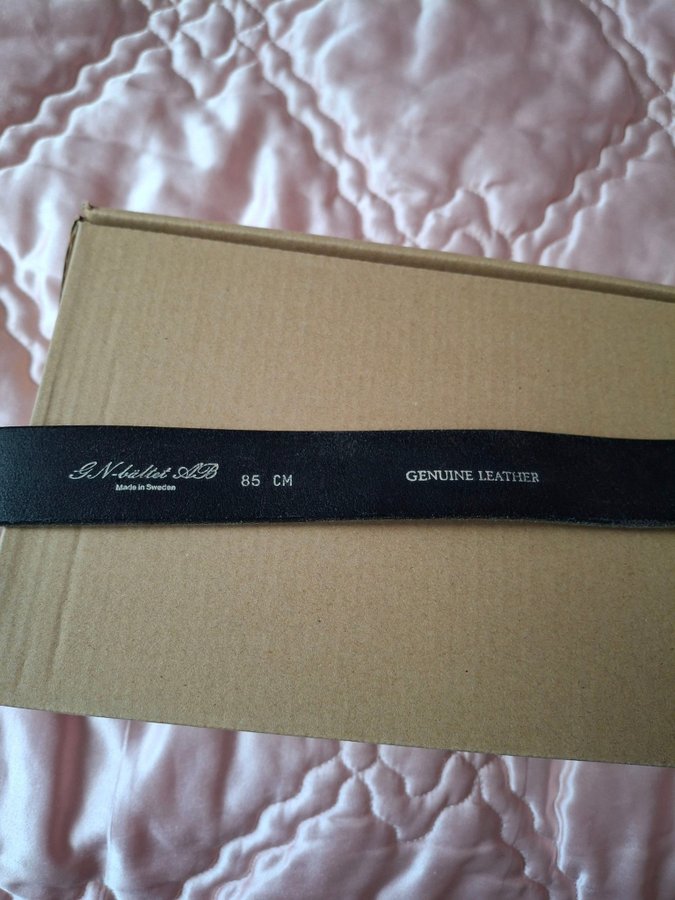 GN-bältet AB
Made in Sweden
85 CM
GENUINE LEATHER